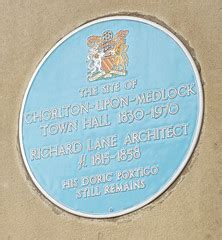 THE SITE OF
CHORLTON-UPON-MEDLOCK
TOWN HALL 1830-1970
RICHARD LANE ARCHITECT
fl. 1815-1858
HIS DORIC PORTICO
STILL REMAINS